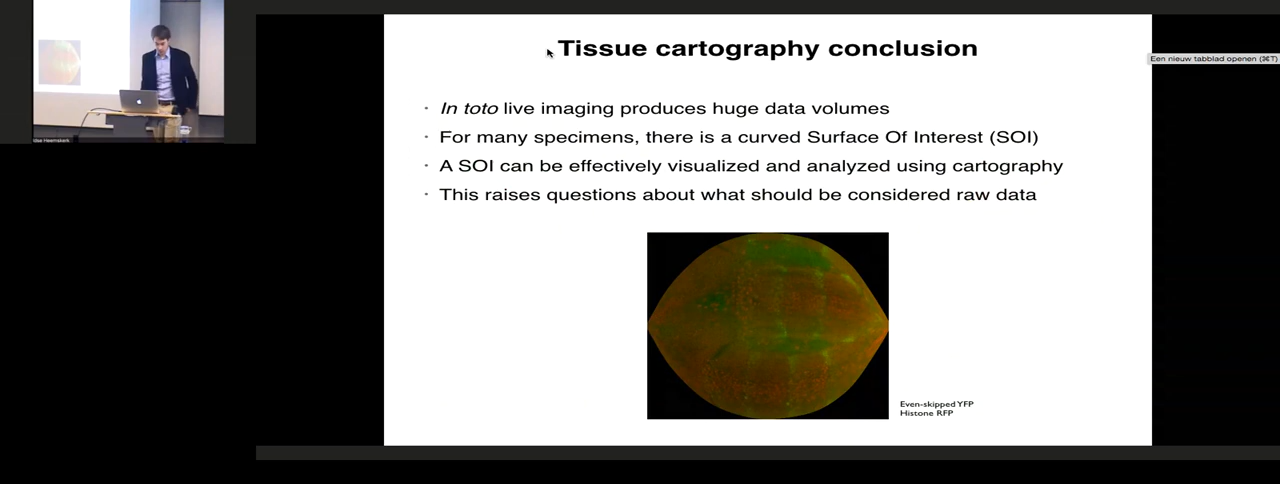 Tissue cartography conclusion
Een nieuw tabblad openen (⌘T)
· In toto live imaging produces huge data volumes
· For many specimens, there is a curved Surface Of Interest (SOI)
· A SOI can be effectively visualized and analyzed using cartography
· This raises questions about what should be considered raw data
Idse Heemskerk
Even-skipped YFP
Histone RFP